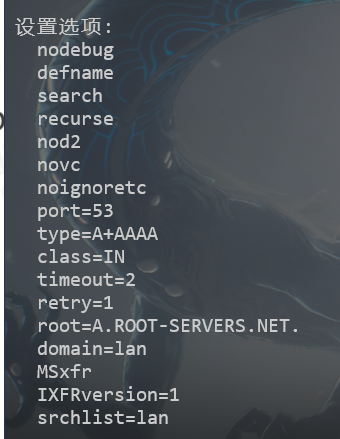 设置选项:
nodebug
defname
search
recurse
nod2
novc
noignoretc
port=53
type=A+AAAA
class=IN
timeout=2
retry=1
root=A.ROOT-SERVERS.NET.
domain=lan
MSxfr
IXFRversion=1
srchlist=lan